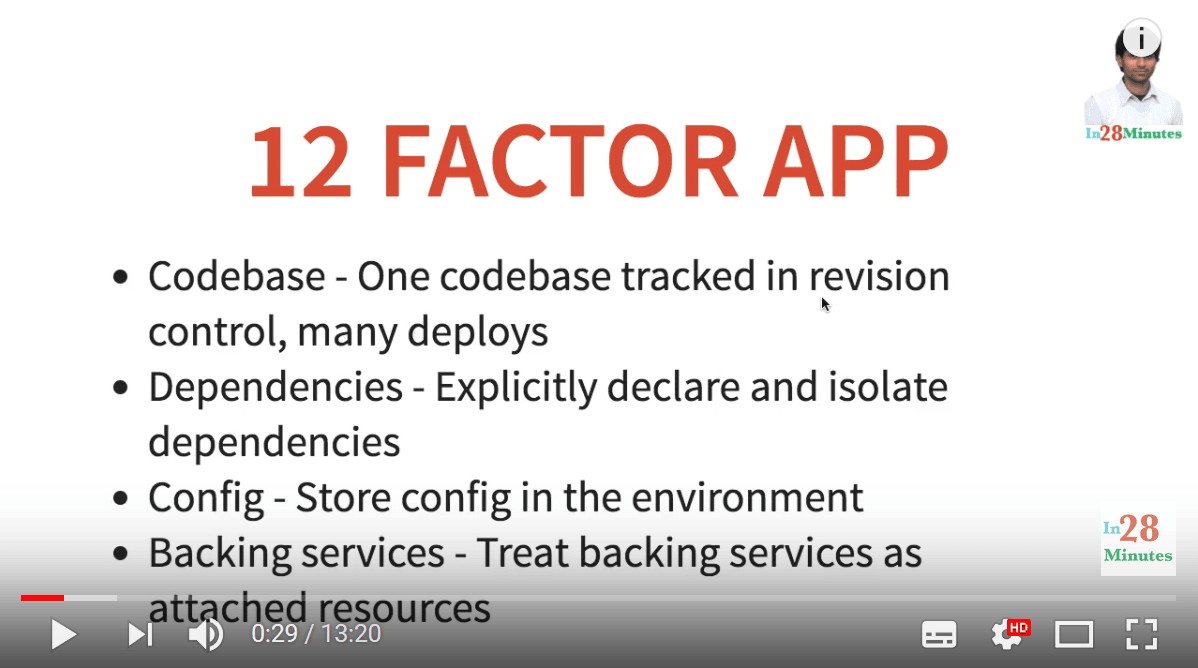 i
In28Minutes
12 FACTOR APP
• Codebase - One codebase tracked in revision
control, many deploys
• Dependencies - Explicitly declare and isolate
dependencies
• Config - Store config in the environment
• Backing services - Treat backing services as
attached resources
In28
Minutes
0:29 / 13:20
HD